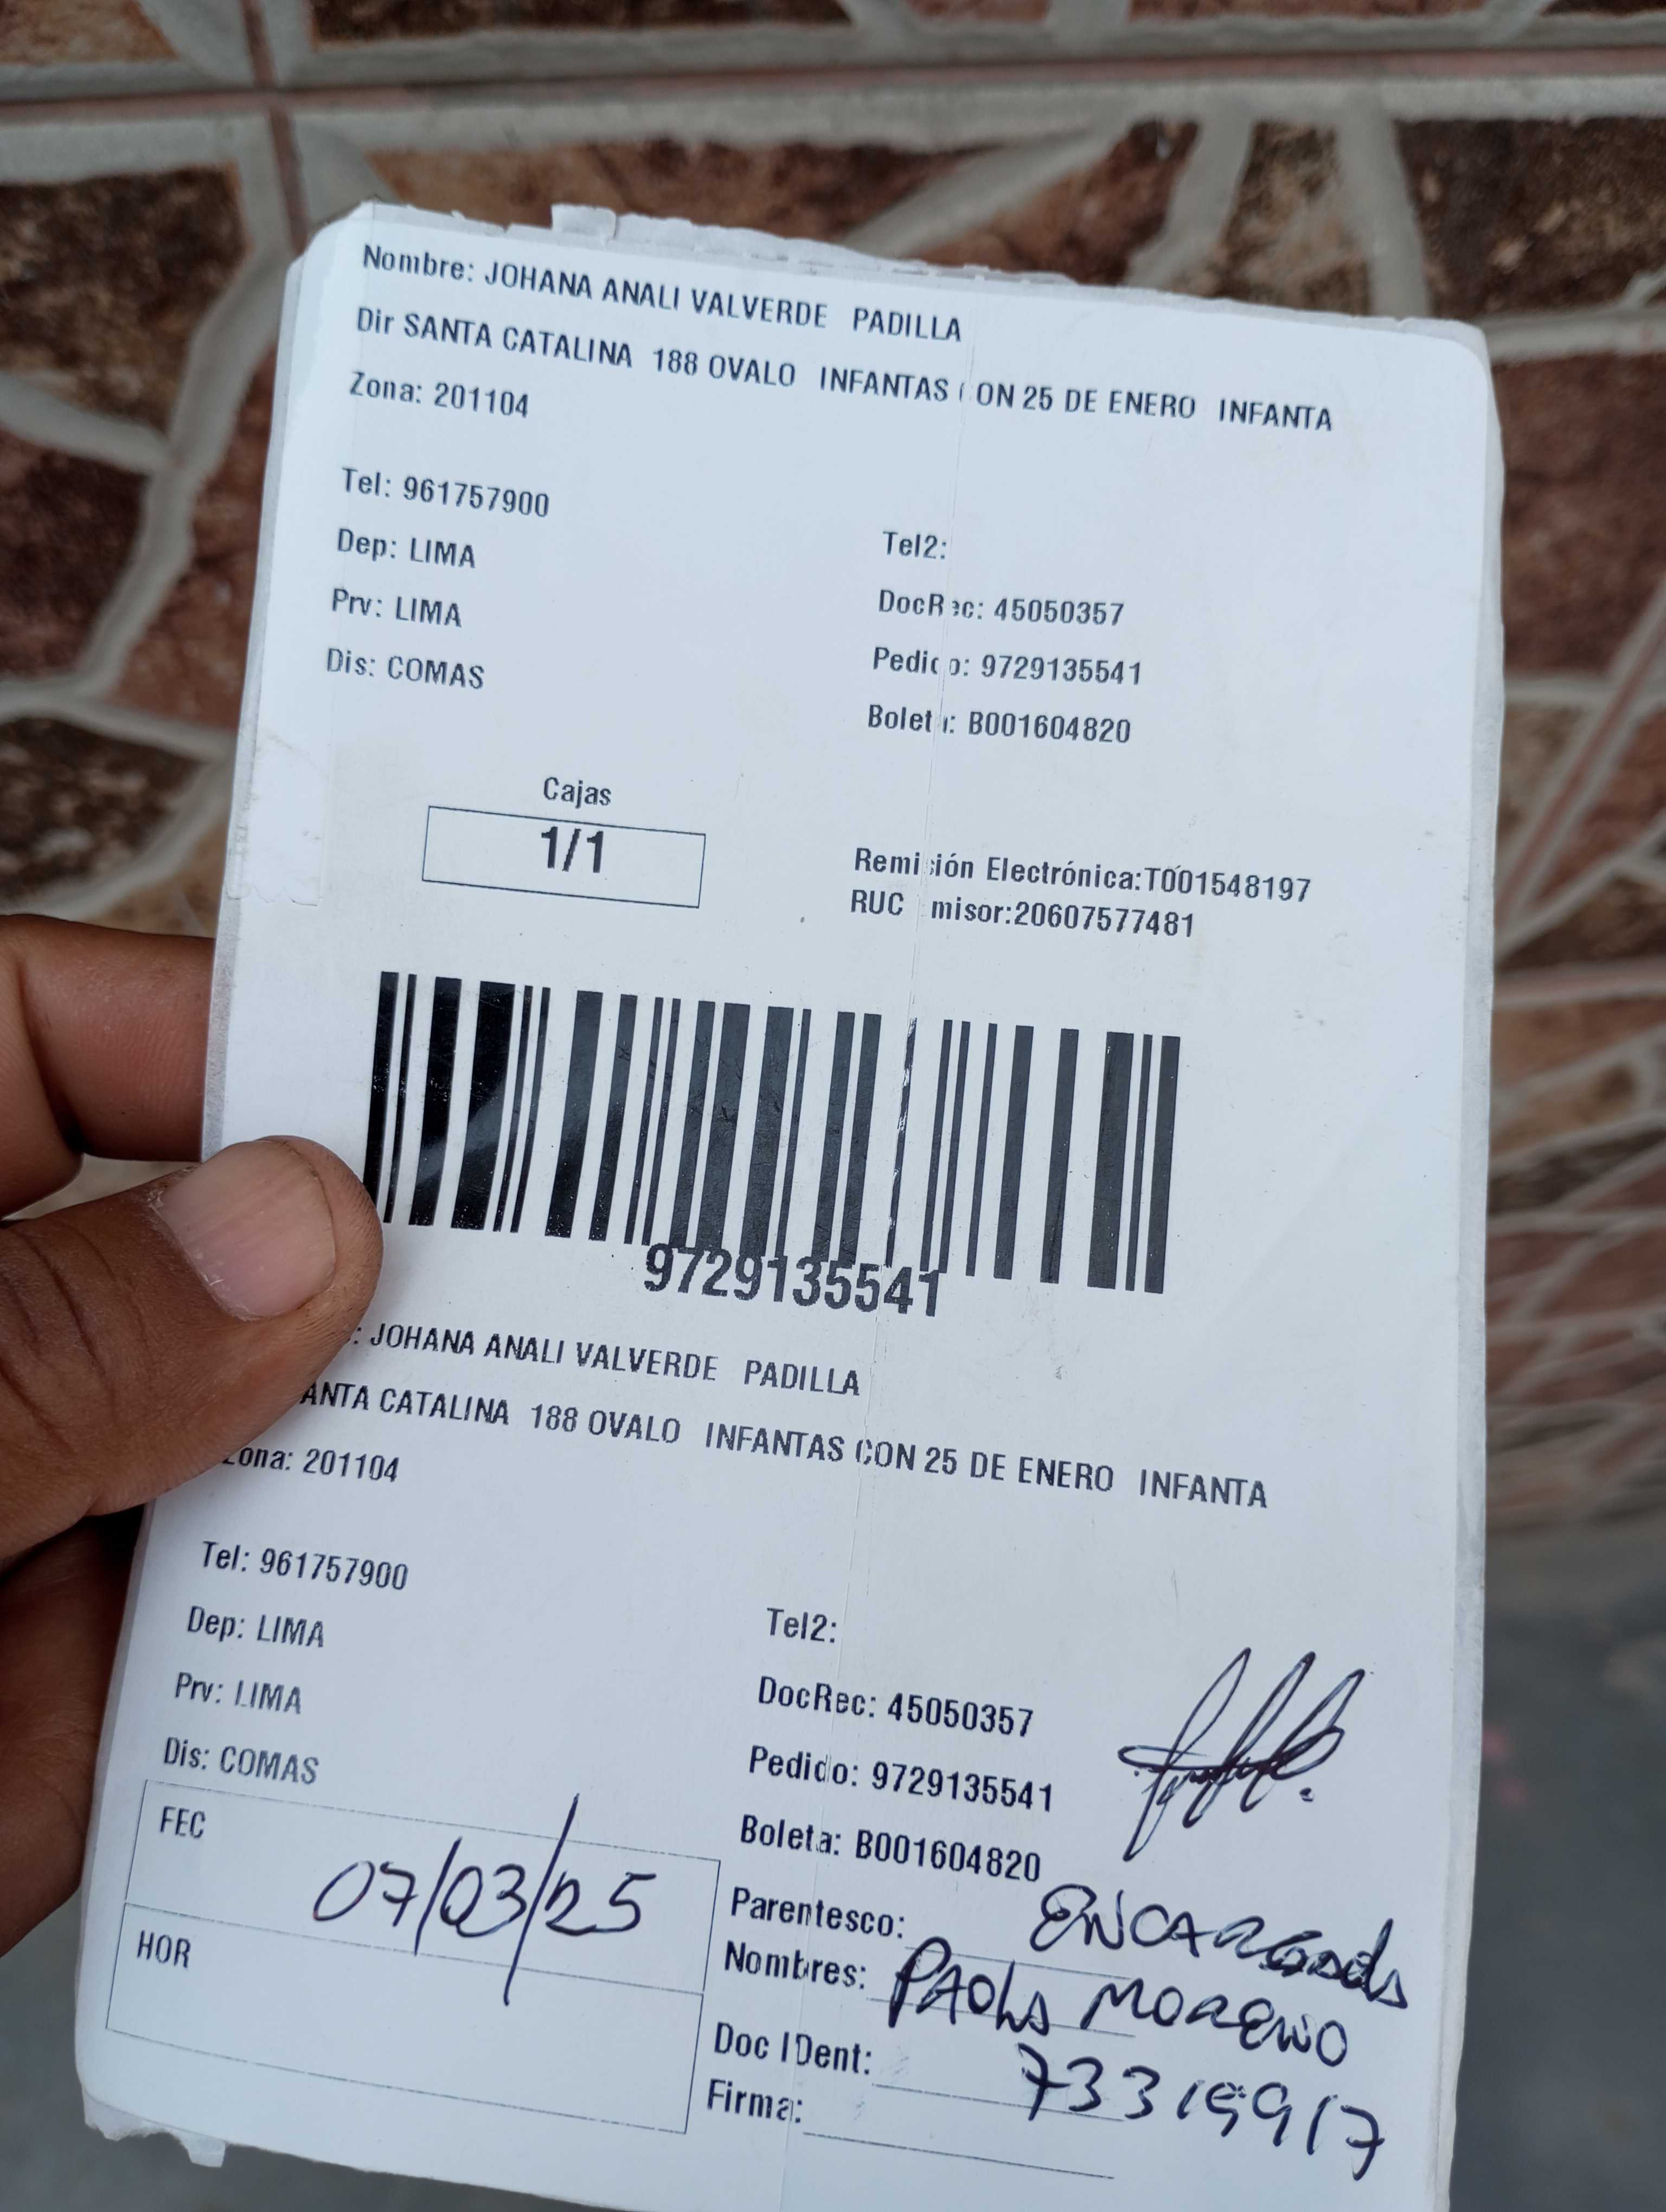 Nombre: JOHANA ANALI VALVERDE PADILLA
Dir SANTA CATALINA 188 OVALO INFANTAS CON 25 DE ENERO INFANTA
Zona: 201104
Tel: 961757900
Tel2:
Dep: LIMA
DocRec: 45050357
Prv: LIMA
Pedido: 9729135541
Dis: COMAS
Boleta: B001604820
Cajas
1/1
Remisión Electrónica:T001548197
RUC misor:20607577481
9729135541
: JOHANA ANALI VALVERDE PADILLA
ANTA CATALINA 188 OVALO INFANTAS CON 25 DE ENERO INFANTA
Zona: 201104
Tel: 961757900
Tel2:
Dep: LIMA
DocRec: 45050357
Prv: LIMA
Pedido: 9729135541
Dis: COMAS
Boleta: B001604820
FEC 07/03/25
HOR
Parentesco: ENCARGADA
Nombres: PAOLA MORENO
Doc IDent:
Firma: